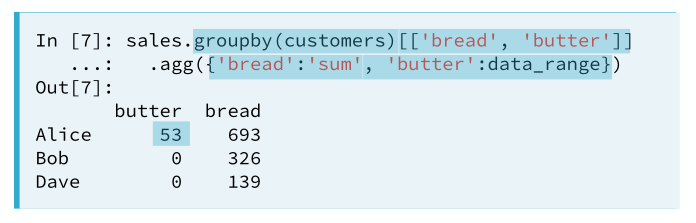 In [7]: sales.groupby(customers)[['bread', 'butter']]
...: .agg({'bread':'sum', 'butter':data_range})
Out[7]:
butter bread
Alice 53 693
Bob 0 326
Dave 0 139